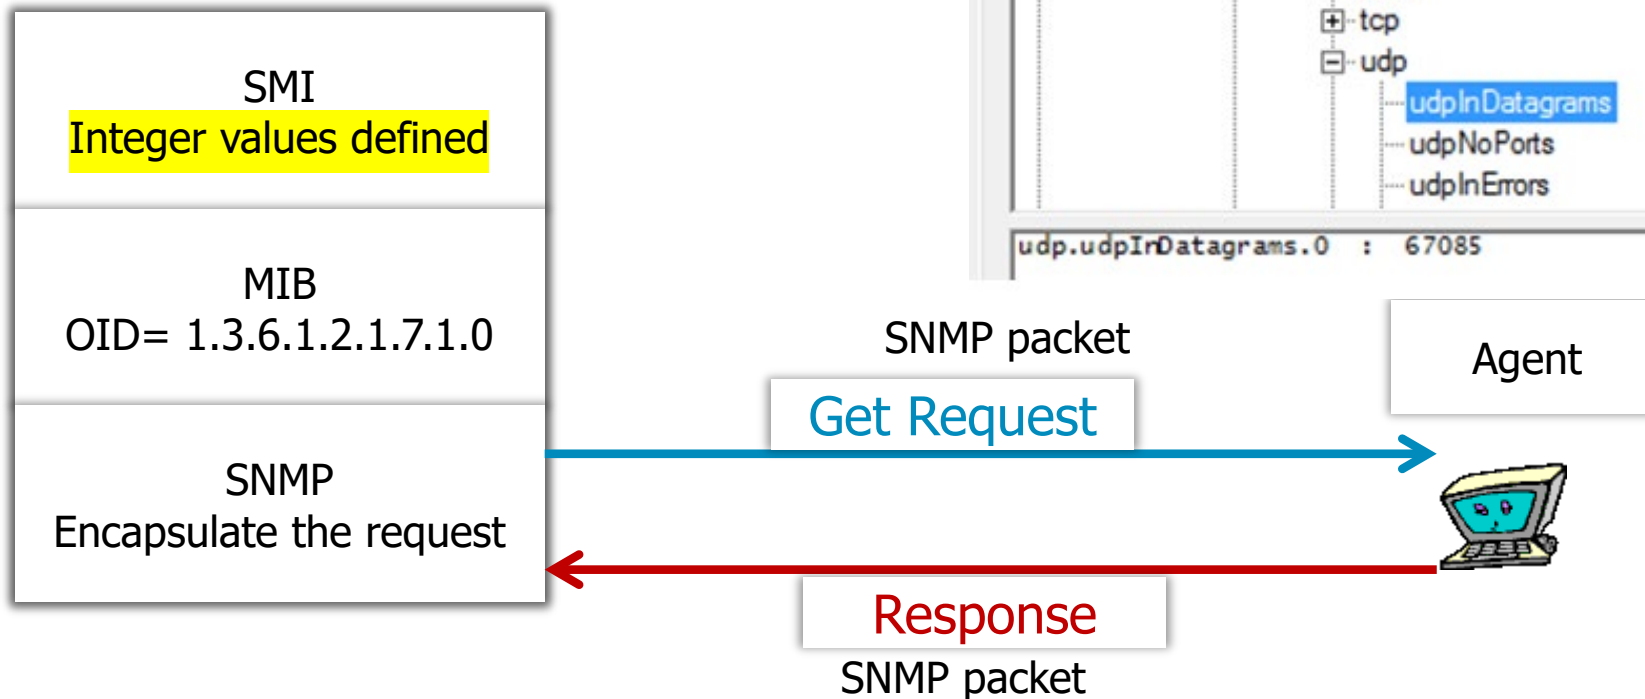 SMI
Integer values defined
MIB
OID= 1.3.6.1.2.1.7.1.0
SNMP
Encapsulate the request
tcp
udp
udpInDatagrams
udpNoPorts
udpInErrors
udp.udpInDatagrams.0 : 67085
SNMP packet
Get Request
Agent
Response
SNMP packet